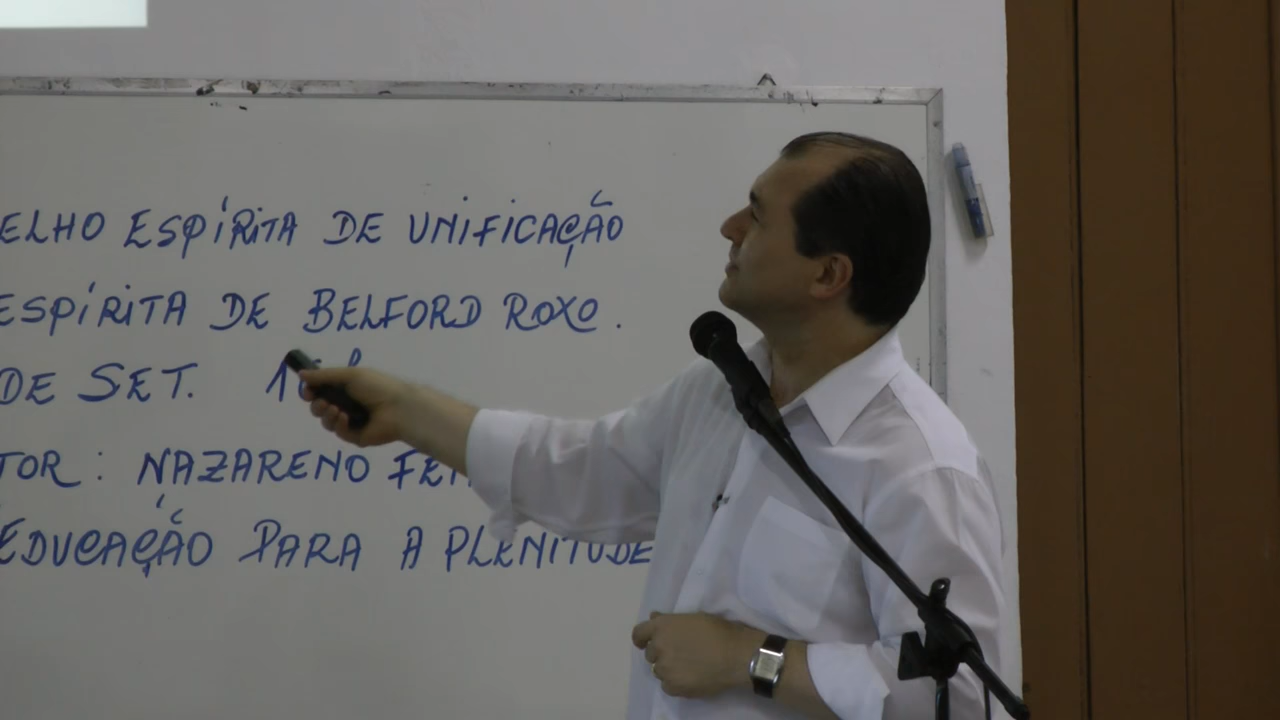 ELHO ESPÍRITA DE UNIFICAÇÃO
ESPÍRITA DE BELFORD ROXO.
DE SET.
TOR: NAZARENO
EDUCAÇÃO PARA A PLENITUDE